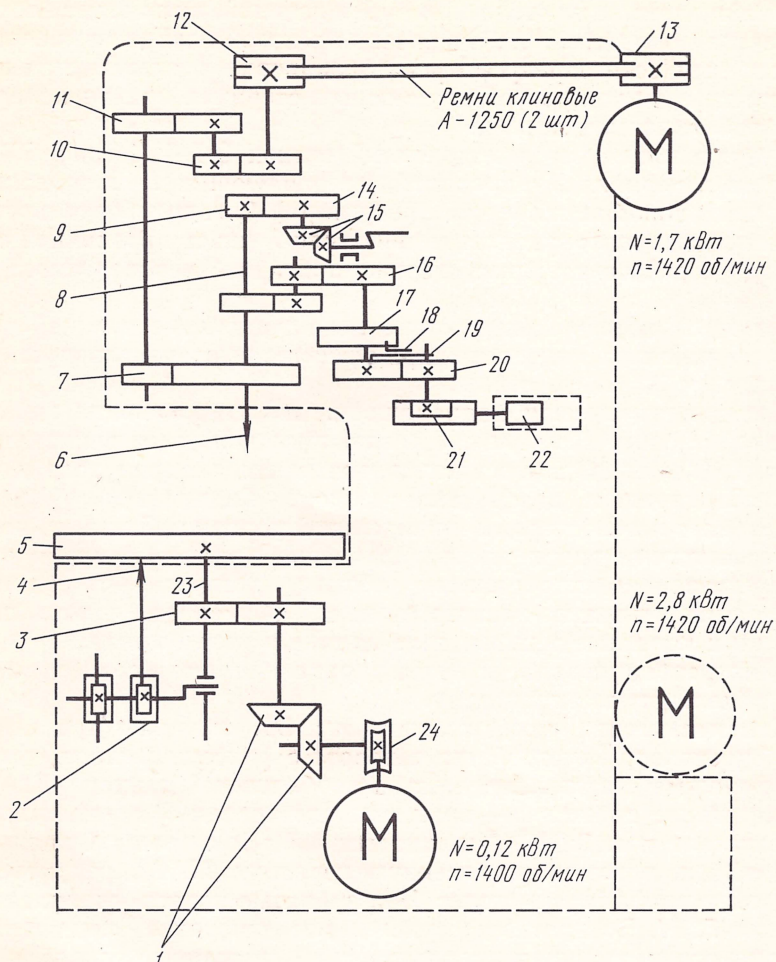 12
13
11
Ремни клиновые
А-1250 (2 шт)
М
10
14
9
15
N=1,7 кВт
n=1420 об/мин
8
16
17
18
19
7
20
6
21
22
5
4
23
N=2,8 кВт
n=1420 об/мин
3
М
24
2
М
N=0,12 кВт
n=1400 об/мин
1